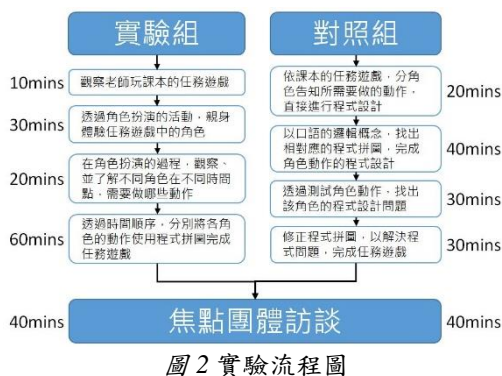 實驗組
10mins
觀察老師玩課本的任務遊戲
30mins
透過角色扮演的活動，親身
體驗任務遊戲中的角色
20mins
在角色扮演的過程，觀察、
並了解不同角色在不同時間
點，需要做哪些動作
60mins
透過時間順序，分別將各角
色的動作使用程式拼圖完成
任務遊戲
對照組
依課本的任務遊戲，分角
色告知所需要做的動作，
直接進行程式設計
20mins
以口語的邏輯概念，找出
相對應的程式拼圖，完成
角色動作的程式設計
40mins
透過測試角色動作，找出
該角色的程式設計問題
30mins
修正程式拼圖，以解決程
式問題，完成任務遊戲
30mins
40mins
焦點團體訪談
40mins
圖 2 實驗流程圖